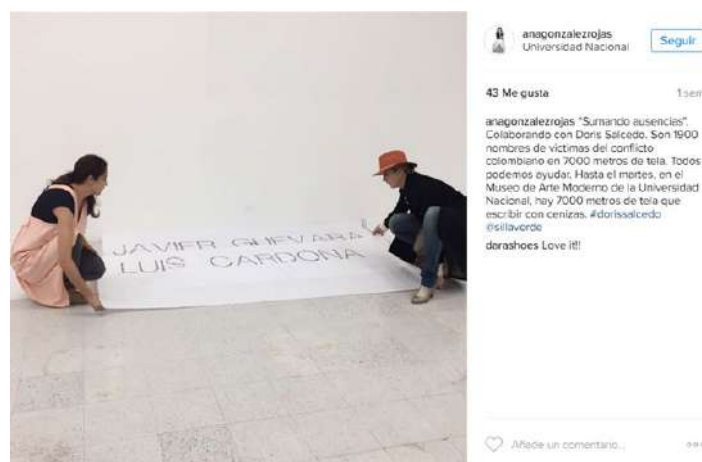 JAVIER GUEVARA
LUIS CARDONA
anagonzalezrojas
Universidad Nacional
Seguir
43 Me gusta
1 sem
anagonzalezrojas "Sumando ausencias".
Colaborando con Doris Salcedo. Son 1900
nombres de víctimas del conflicto
colombiano en 7000 metros de tela. Todos
podemos ayudar. Hasta el martes, en el
Museo de Arte Moderno de la Universidad
Nacional, hay 7000 metros de tela que
escribir con cenizas. #dorissalcedo
@sillaverde
darashoes Love it!!
Añade un comentario...